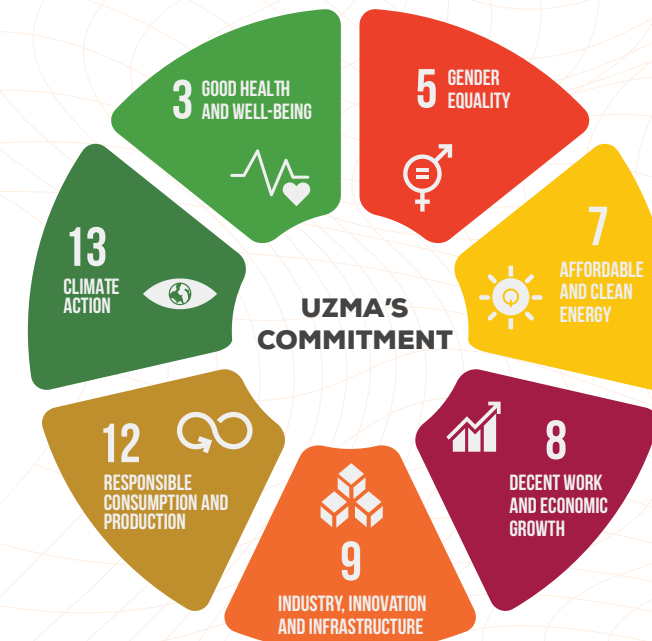 3
GOOD HEALTH
AND WELL-BEING
5
GENDER
EQUALITY
7
AFFORDABLE
AND CLEAN
ENERGY
8
DECENT WORK
AND ECONOMIC
GROWTH
9
INDUSTRY, INNOVATION
AND INFRASTRUCTURE
12
RESPONSIBLE
CONSUMPTION AND
PRODUCTION
13
CLIMATE
ACTION
UZMA'S
COMMITMENT